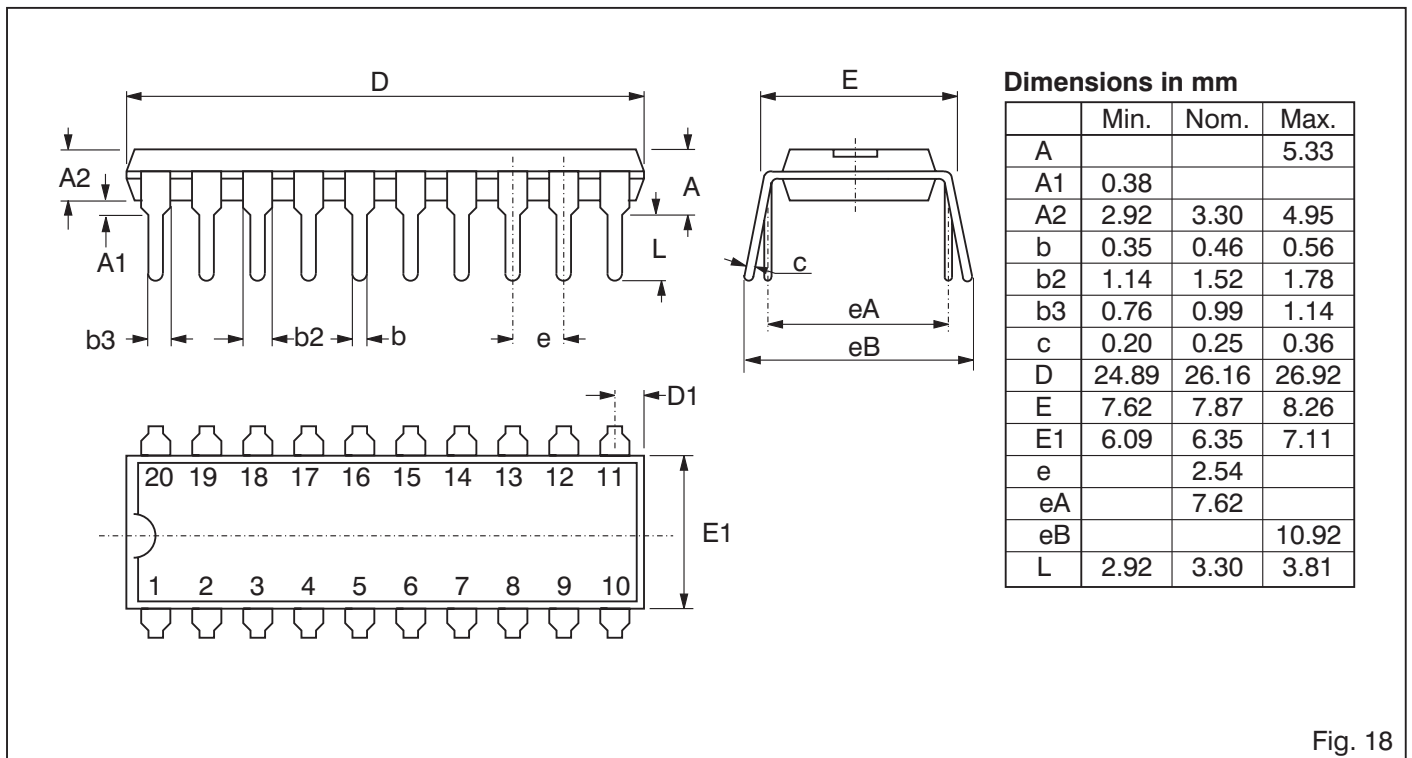 D
E
Dimensions in mm
Min. Nom. Max.
A 5.33
A1 0.38
A2 2.92 3.30 4.95
b 0.35 0.46 0.56
b2 1.14 1.52 1.78
b3 0.76 0.99 1.14
c 0.20 0.25 0.36
D 24.89 26.16 26.92
E 7.62 7.87 8.26
E1 6.09 6.35 7.11
e 2.54
eA 7.62
eB 10.92
L 2.92 3.30 3.81
A2
A
A1
L
c
b3
b2
b
e
eA
eB
D1
20 19 18 17 16 15 14 13 12 11
E1
1 2 3 4 5 6 7 8 9 10
Fig. 18